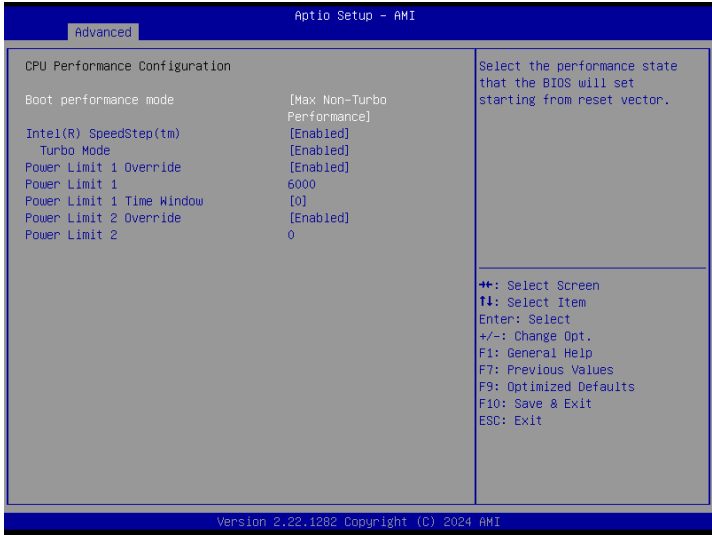 Aptio Setup – AMI
Advanced
CPU Performance Configuration
Boot performance mode [Max Non-Turbo
Performance]
Intel(R) SpeedStep(tm) [Enabled]
Turbo Mode [Enabled]
Power Limit 1 Override [Enabled]
Power Limit 1 6000
Power Limit 1 Time Window [0]
Power Limit 2 Override [Enabled]
Power Limit 2 0
Select the performance state
that the BIOS will set
starting from reset vector.
→←: Select Screen
↑↓: Select Item
Enter: Select
+/-: Change Opt.
F1: General Help
F7: Previous Values
F9: Optimized Defaults
F10: Save & Exit
ESC: Exit
Version 2.22.1282 Copyright (C) 2024 AMI